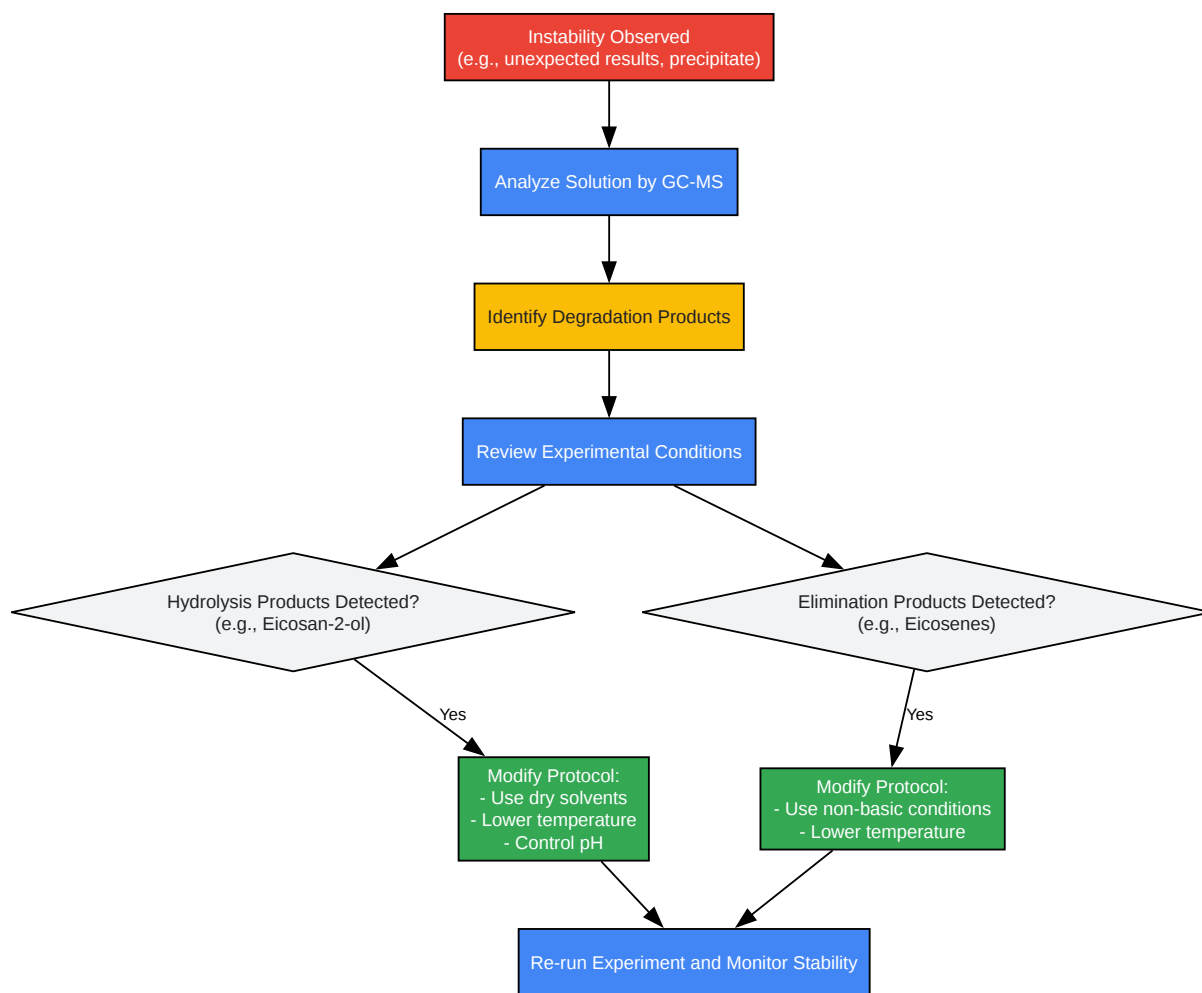 Instability Observed
(e.g., unexpected results, precipitate)
Analyze Solution by GC-MS
Identify Degradation Products
Review Experimental Conditions
Hydrolysis Products Detected?
(e.g., Eicosan-2-ol)
Elimination Products Detected?
(e.g., Eicosenes)
Yes
Yes
Modify Protocol:
- Use dry solvents
- Lower temperature
- Control pH
Modify Protocol:
- Use non-basic conditions
- Lower temperature
Re-run Experiment and Monitor Stability